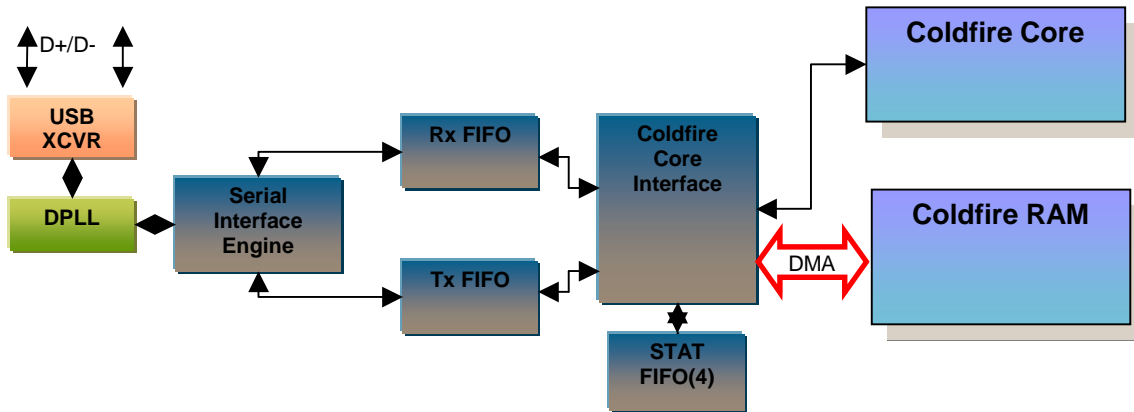 D+/D-
USB
XCVR
DPLL
Serial
Interface
Engine
Rx FIFO
Tx FIFO
Coldfire
Core
Interface
STAT
FIFO(4)
Coldfire Core
DMA
Coldfire RAM